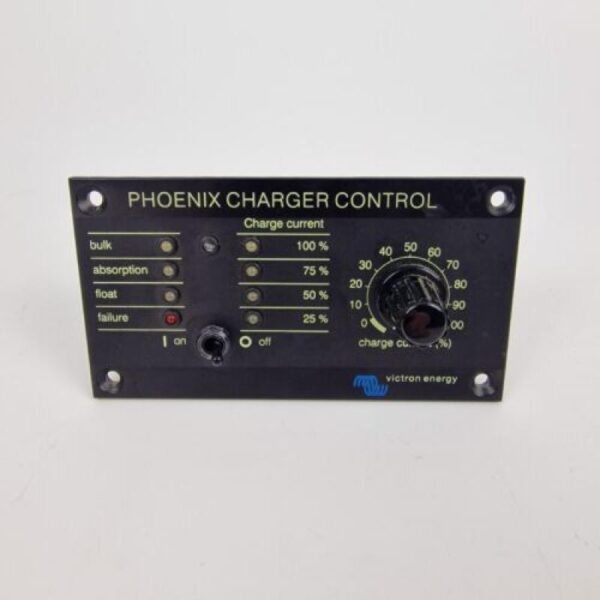 PHOENIX CHARGER CONTROL
Charge current
bulk 100 %
absorption 75 %
float 50 %
failure 25 %
on off
0 10 20 30 40 50 60 70 80 90 00
charge (%)
victron energy